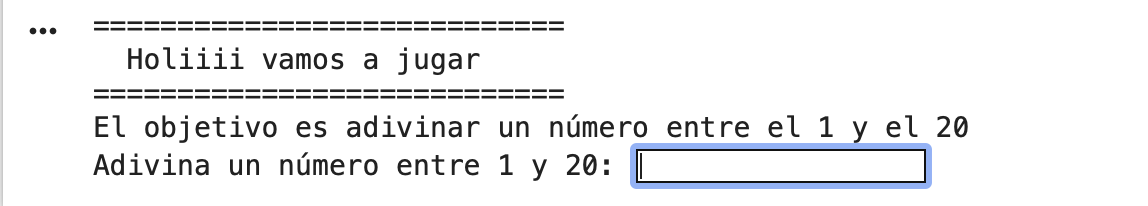 ============================
  Holiiii vamos a jugar
============================
El objetivo es adivinar un número entre el 1 y el 20
Adivina un número entre 1 y 20: